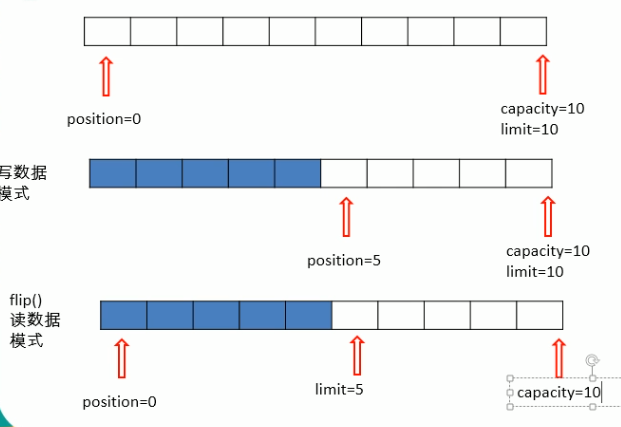 position=0
capacity=10
limit=10
写数据
模式
position=5
capacity=10
limit=10
flip()
读数据
模式
position=0
limit=5
capacity=10